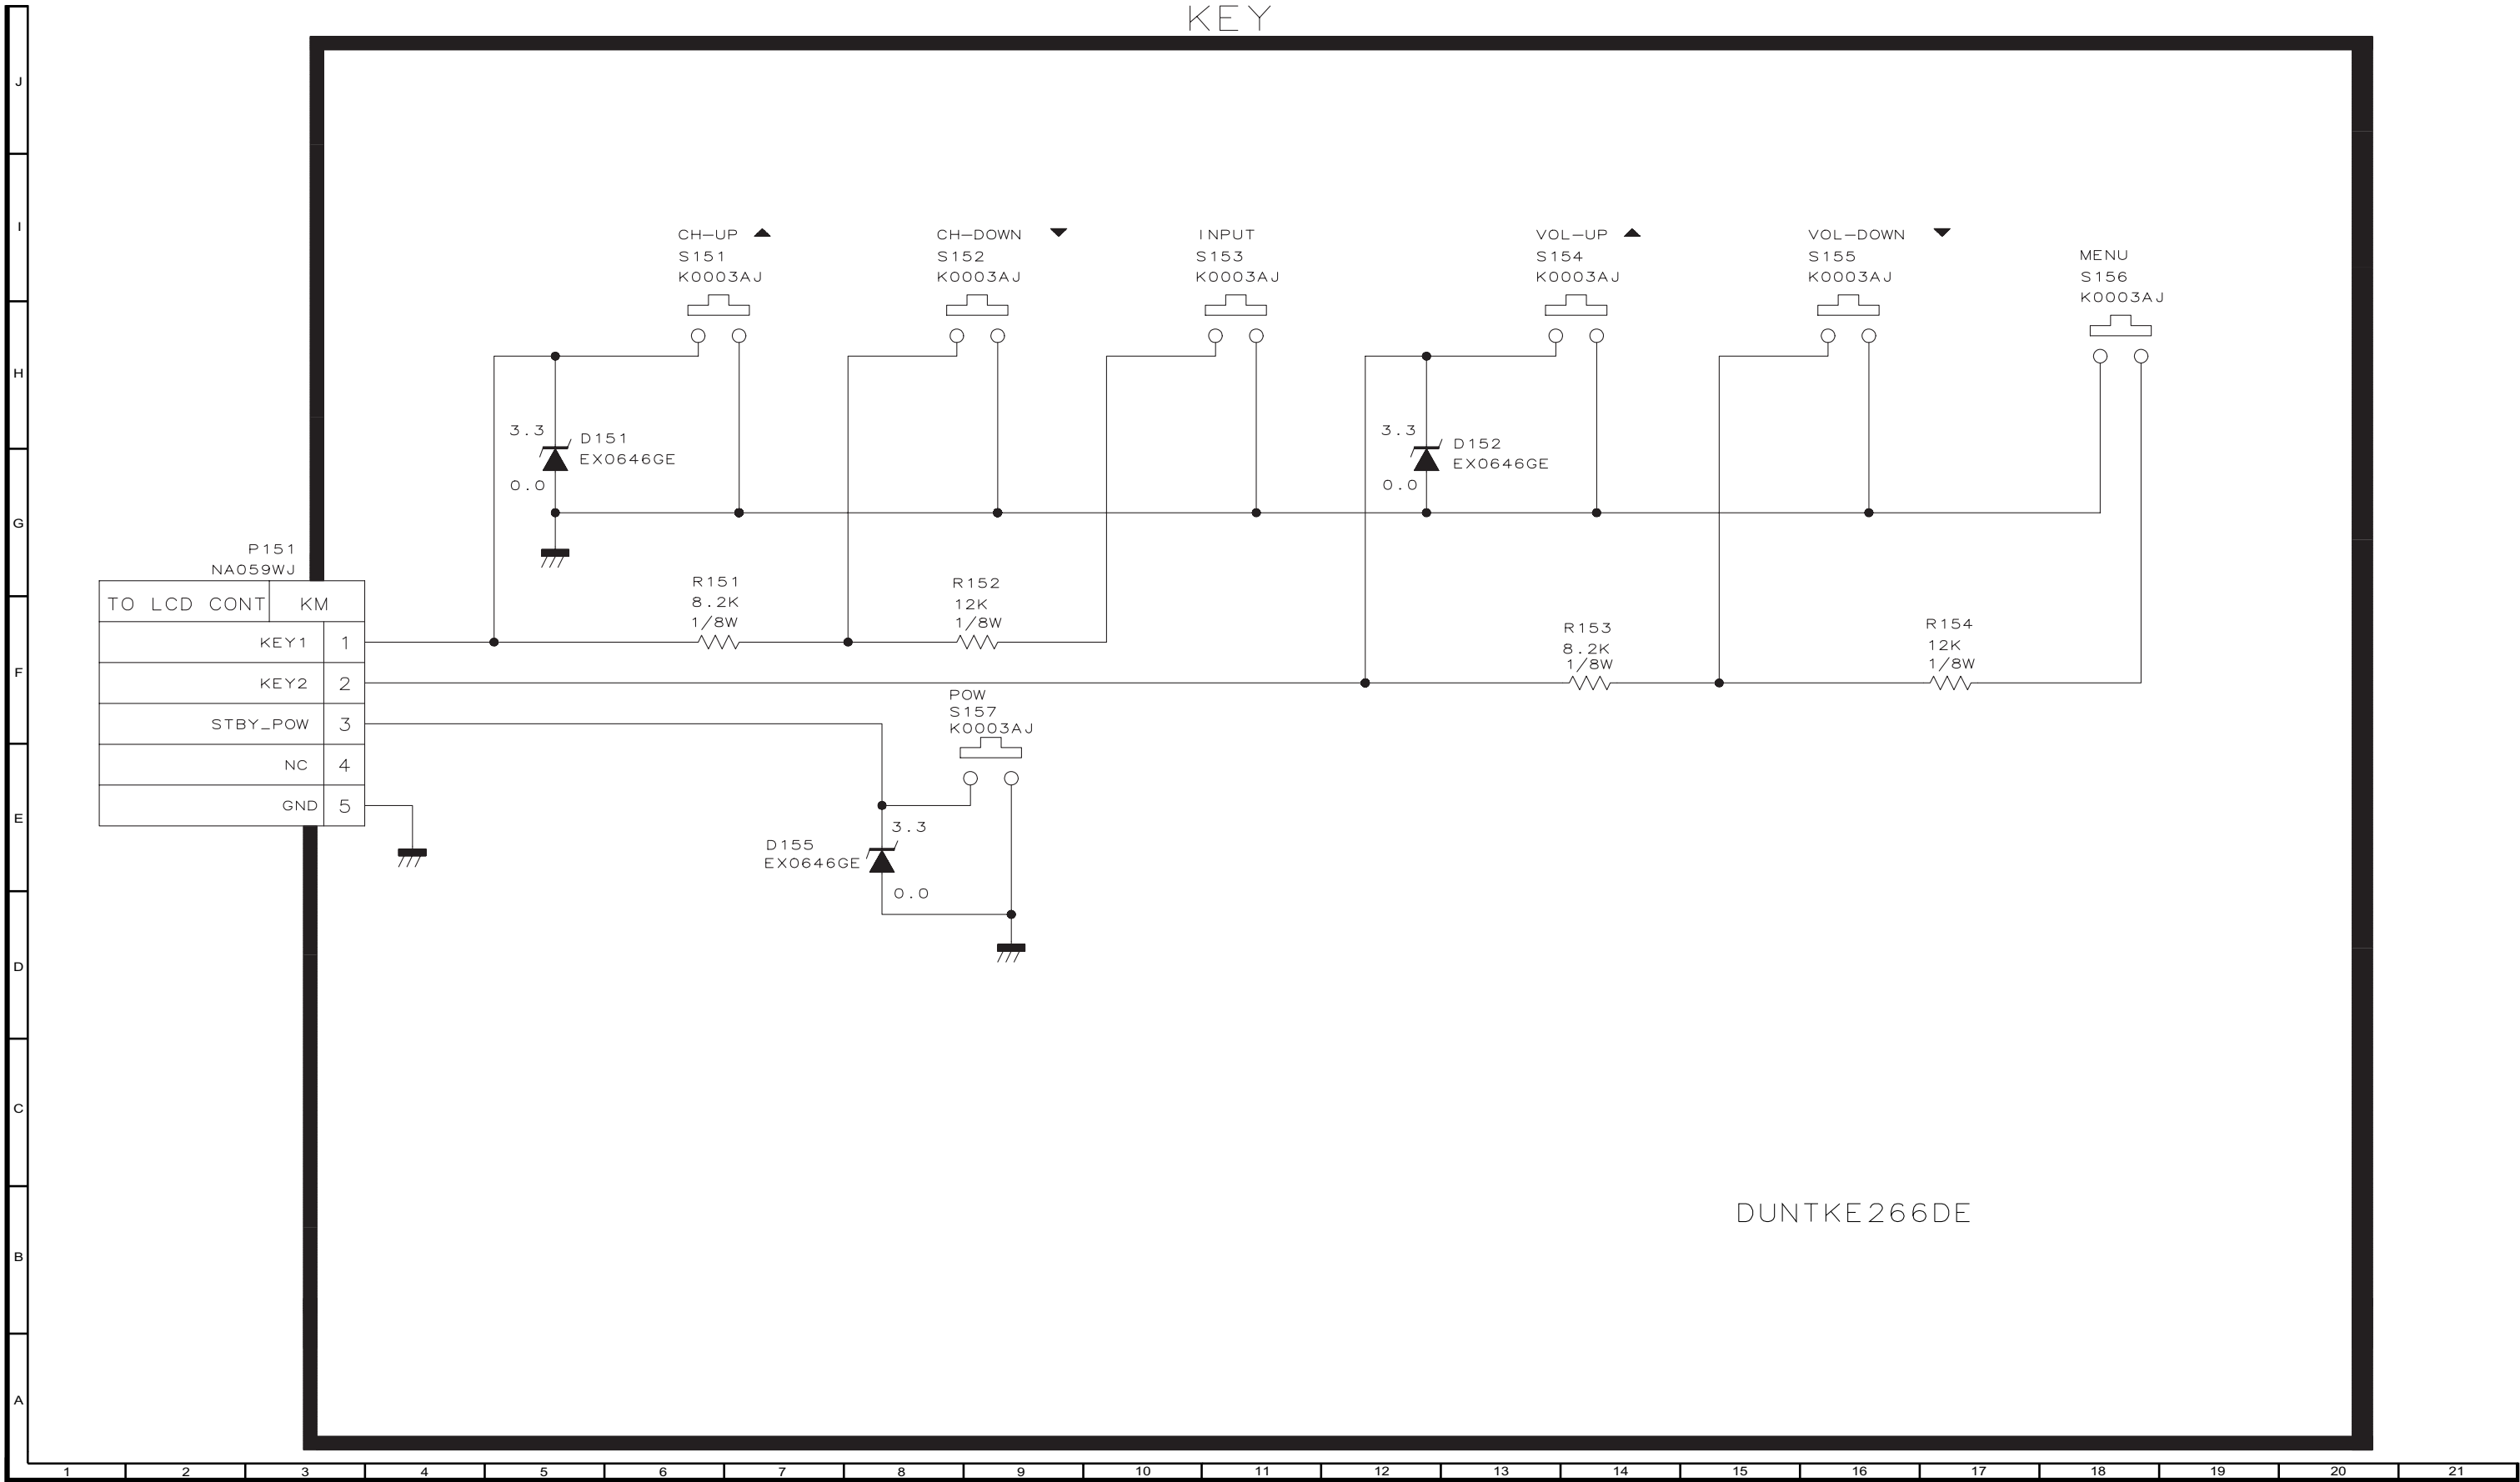 KEY
J
I
H
G
F
E
D
C
B
A
CH-UP ▲
S151
K0003AJ
CH-DOWN ▼
S152
K0003AJ
INPUT
S153
K0003AJ
VOL-UP ▲
S154
K0003AJ
VOL-DOWN ▼
S155
K0003AJ
MENU
S156
K0003AJ
3.3
D151
EX0646GE
0.0
3.3
D152
EX0646GE
0.0
P151
NA059WJ
TO LCD CONT KM
KEY1 1
KEY2 2
STBY_POW 3
NC 4
GND 5
R151
8.2K
1/8W
R152
12K
1/8W
R153
8.2K
1/8W
R154
12K
1/8W
POW
S157
K0003AJ
3.3
D155
EX0646GE
0.0
DUNTKE266DE
1 2 3 4 5 6 7 8 9 10 11 12 13 14 15 16 17 18 19 20 21